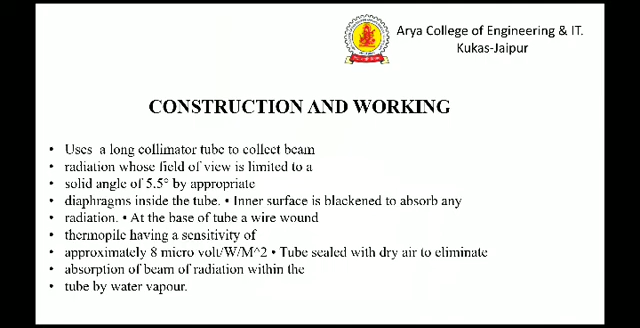 Arya College of Engineering & IT.
Kukas-Jaipur
CONSTRUCTION AND WORKING
• Uses a long collimator tube to collect beam
• radiation whose field of view is limited to a
• solid angle of 5.5° by appropriate
• diaphragms inside the tube. • Inner surface is blackened to absorb any
• radiation. • At the base of tube a wire wound
• thermopile having a sensitivity of
• approximately 8 micro volt/W/M^2 • Tube sealed with dry air to eliminate
• absorption of beam of radiation within the
• tube by water vapour.